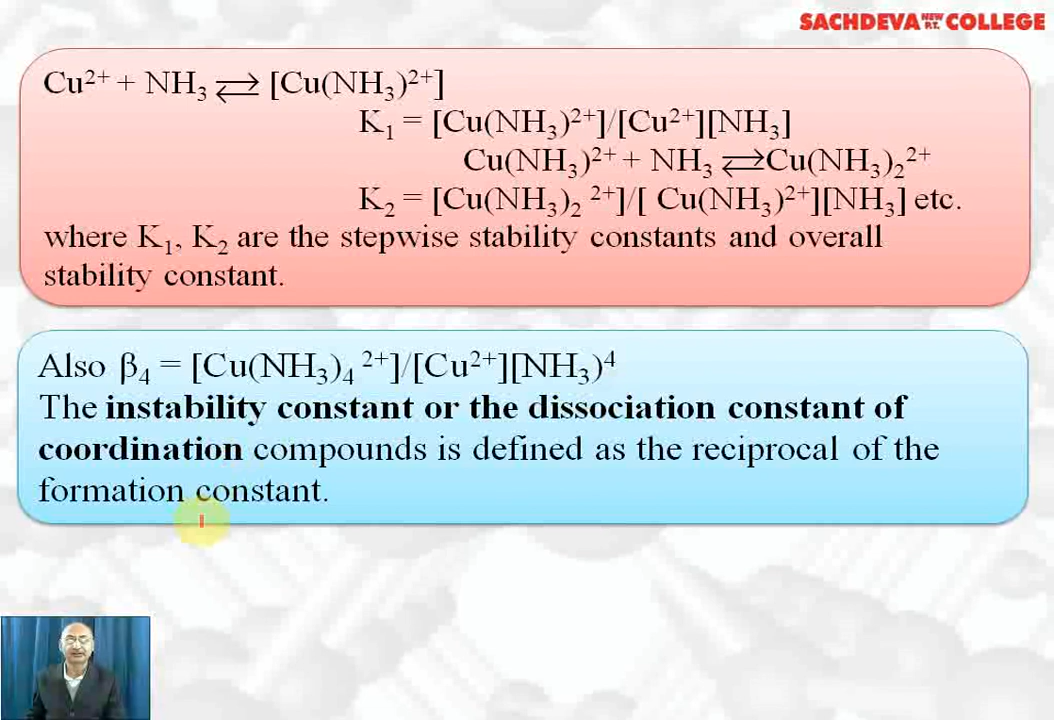 SACHDEVA NEW P.T. COLLEGE
Cu²⁺ + NH₃ ⇌ [Cu(NH₃)²⁺]
K₁ = [Cu(NH₃)²⁺]/[Cu²⁺][NH₃]
Cu(NH₃)²⁺ + NH₃ ⇌Cu(NH₃)₂²⁺
K₂ = [Cu(NH₃)₂ ²⁺]/[ Cu(NH₃)²⁺][NH₃] etc.
where K₁, K₂ are the stepwise stability constants and overall
stability constant.
Also β₄ = [Cu(NH₃)₄ ²⁺]/[Cu²⁺][NH₃)⁴
The instability constant or the dissociation constant of
coordination compounds is defined as the reciprocal of the
formation constant.